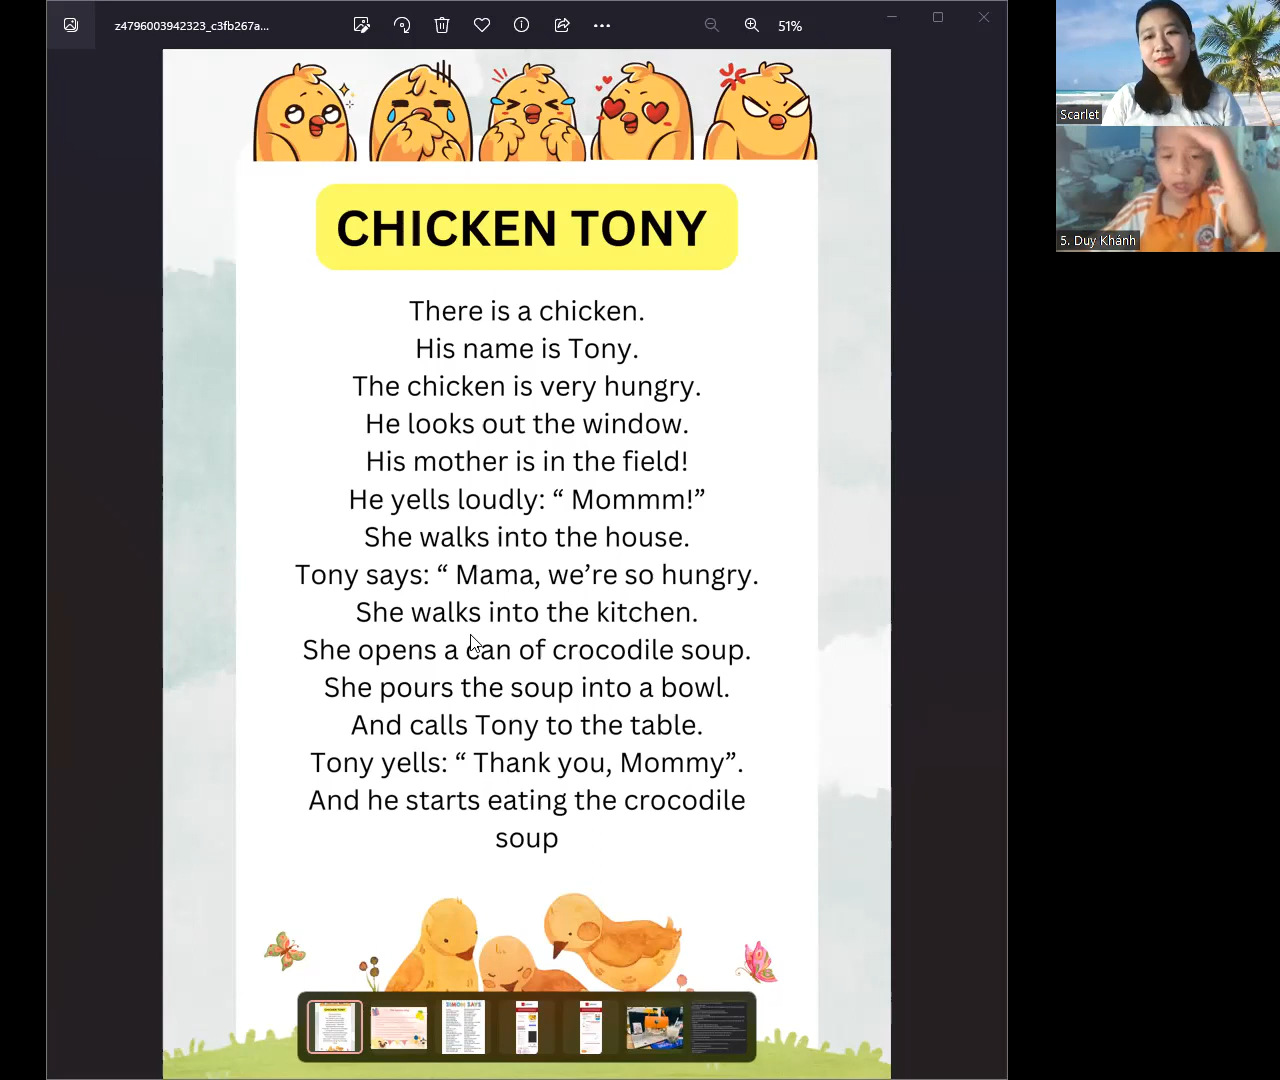 z4796003942323_c3fb267a...
51%
Scarlet
5. Duy Khánh
CHICKEN TONY
There is a chicken.
His name is Tony.
The chicken is very hungry.
He looks out the window.
His mother is in the field!
He yells loudly: “ Mommm!”
She walks into the house.
Tony says: “ Mama, we’re so hungry.
She walks into the kitchen.
She opens a can of crocodile soup.
She pours the soup into a bowl.
And calls Tony to the table.
Tony yells: “ Thank you, Mommy”.
And he starts eating the crocodile
soup
SIMON SAYS